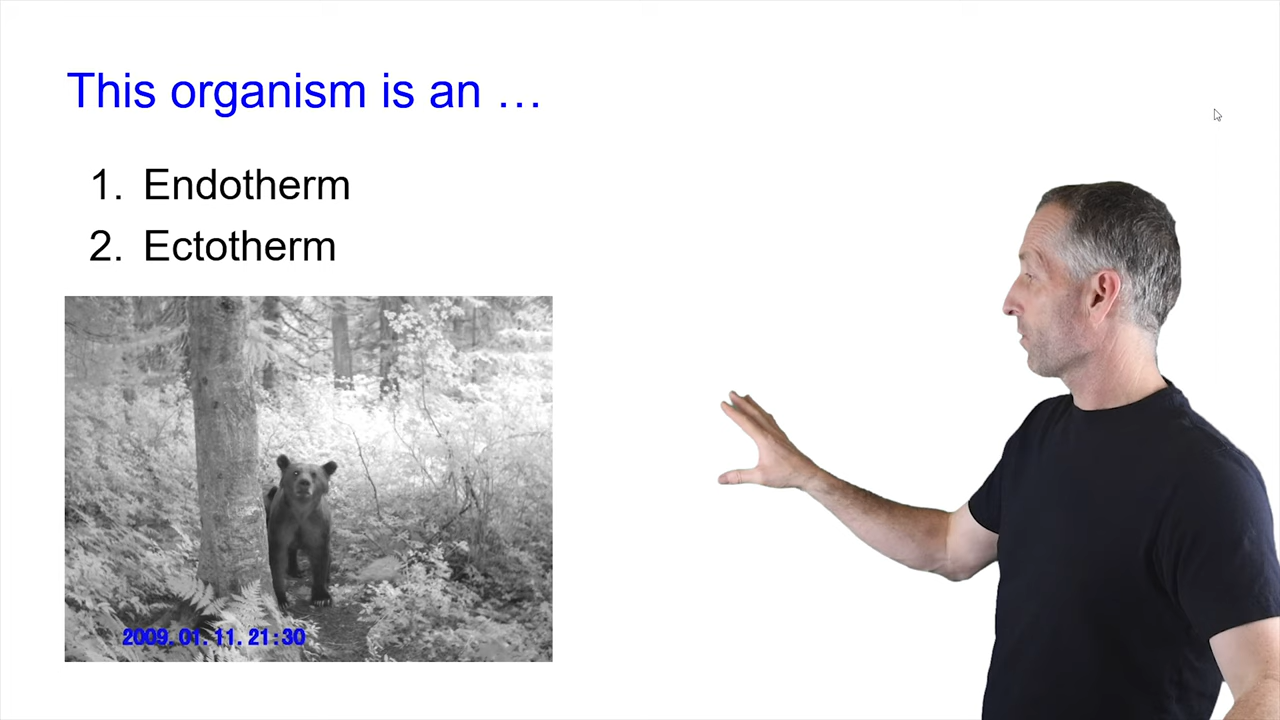 This organism is an …
1. Endotherm
2. Ectotherm
2009. 01. 11. 21:30